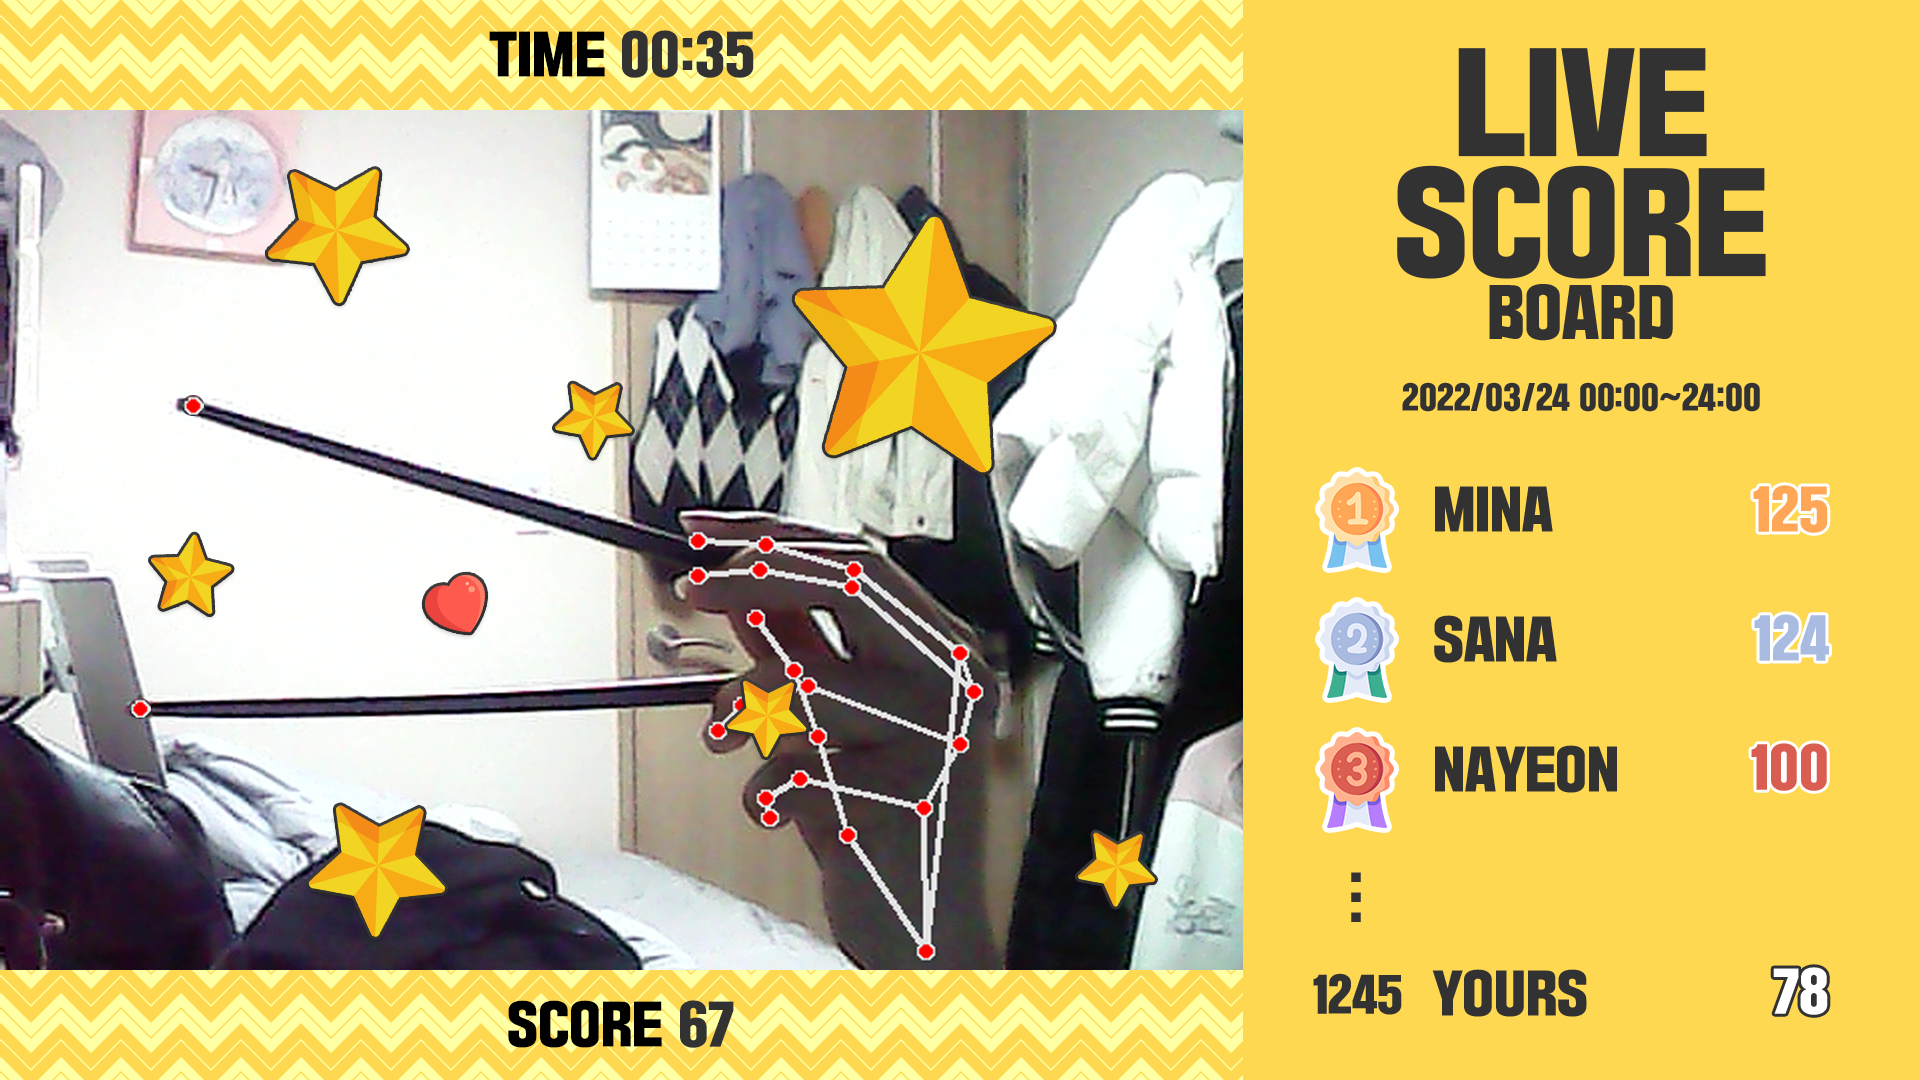 TIME 00:35
SCORE 67
LIVE
SCORE
BOARD
2022/03/24 00:00~24:00
1 MINA 125
2 SANA 124
3 NAYEON 100
1245 YOURS 78